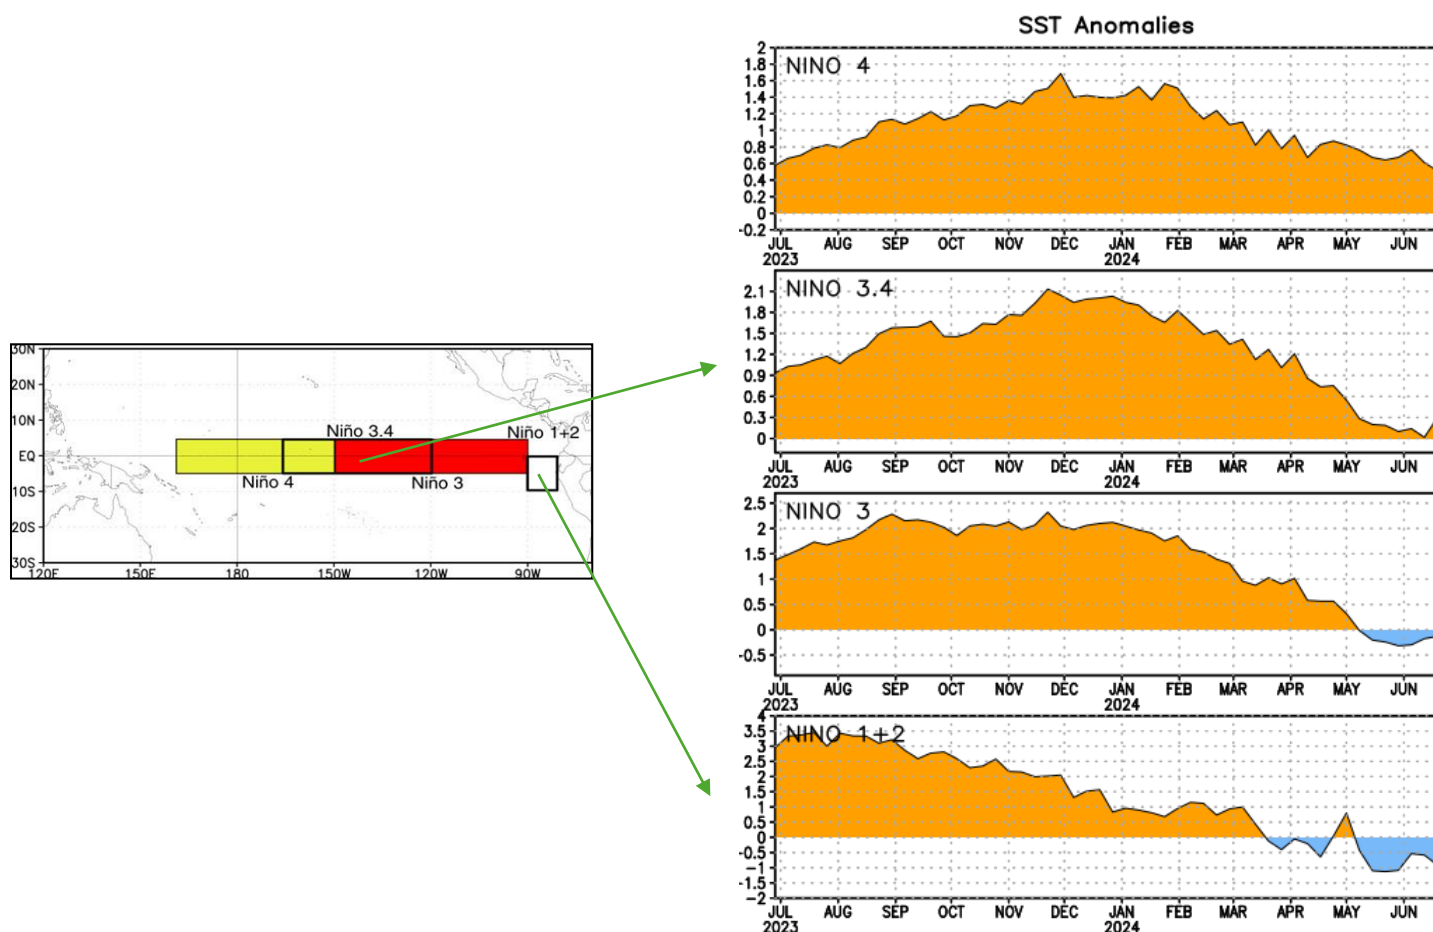 SST Anomalies
NINO 4
2
1.8
1.6
1.4
1.2
1
0.8
0.6
0.4
0.2
0
-0.2
JUL AUG SEP OCT NOV DEC JAN FEB MAR APR MAY JUN
2023 2024
NINO 3.4
2.1
1.8
1.5
1.2
0.9
0.6
0.3
0
JUL AUG SEP OCT NOV DEC JAN FEB MAR APR MAY JUN
2023 2024
NINO 3
2.5
2
1.5
1
0.5
0
-0.5
JUL AUG SEP OCT NOV DEC JAN FEB MAR APR MAY JUN
2023 2024
NINO 1+2
4
3.5
3
2.5
2
1.5
1
0.5
0
-0.5
-1
-1.5
-2
JUL AUG SEP OCT NOV DEC JAN FEB MAR APR MAY JUN
2023 2024
30N
20N
10N
EQ
10S
20S
30S
120E 150E 180 150W 120W 90W
Niño 3.4
Niño 1+2
Niño 4
Niño 3